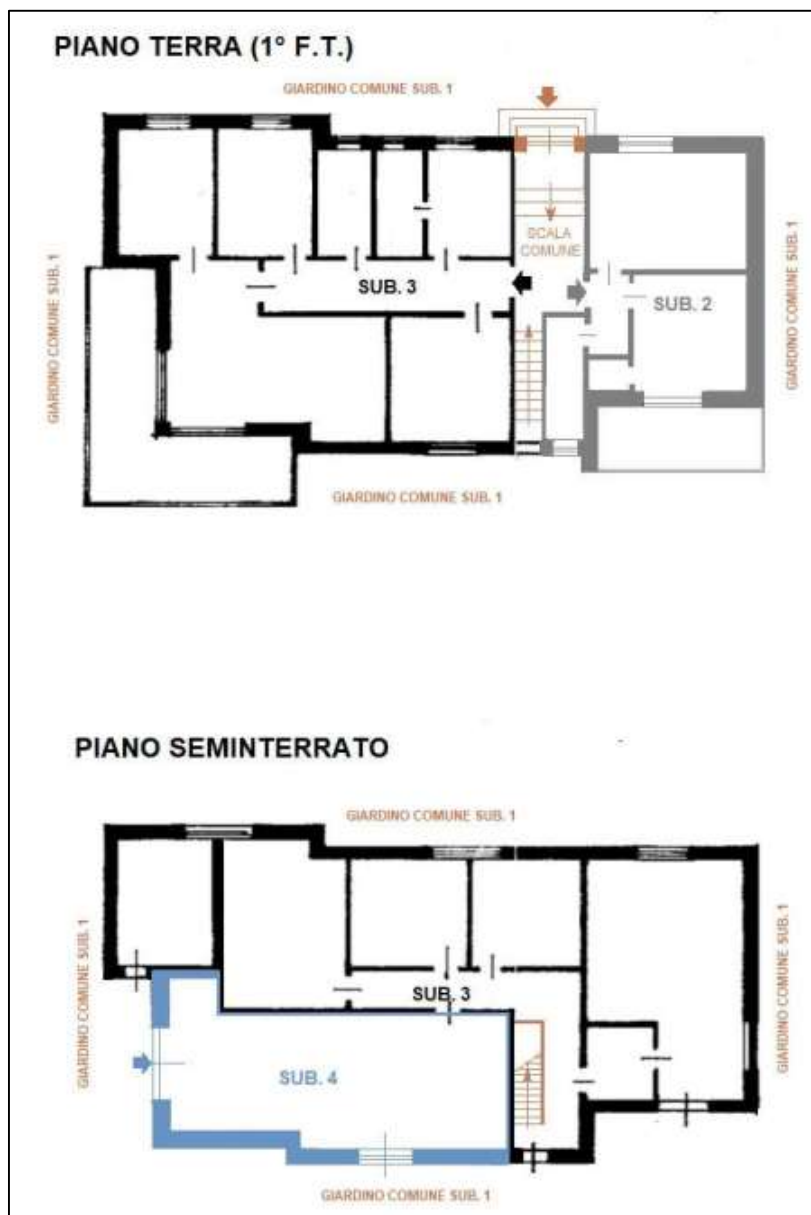 PIANO TERRA (1° F.T.)
GIARDINO COMUNE SUB. 1
SCALA
COMUNE
GIARDINO COMUNE SUB. 1
SUB. 3
SUB. 2
GIARDINO COMUNE SUB. 1
GIARDINO COMUNE SUB. 1
PIANO SEMINTERRATO
GIARDINO COMUNE SUB. 1
GIARDINO COMUNE SUB. 1
SUB. 3
GIARDINO COMUNE SUB. 1
SUB. 4
GIARDINO COMUNE SUB. 1